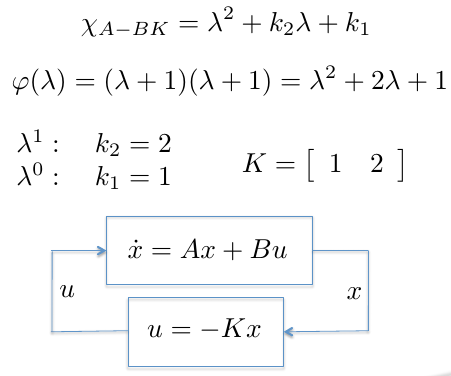 χ_{A−BK} = λ² + k₂λ + k₁
φ(λ) = (λ + 1)(λ + 1) = λ² + 2λ + 1
λ¹ : k₂ = 2
λ⁰ : k₁ = 1
K = [ 1 2 ]
ẋ = Ax + Bu
u
x
u = −Kx